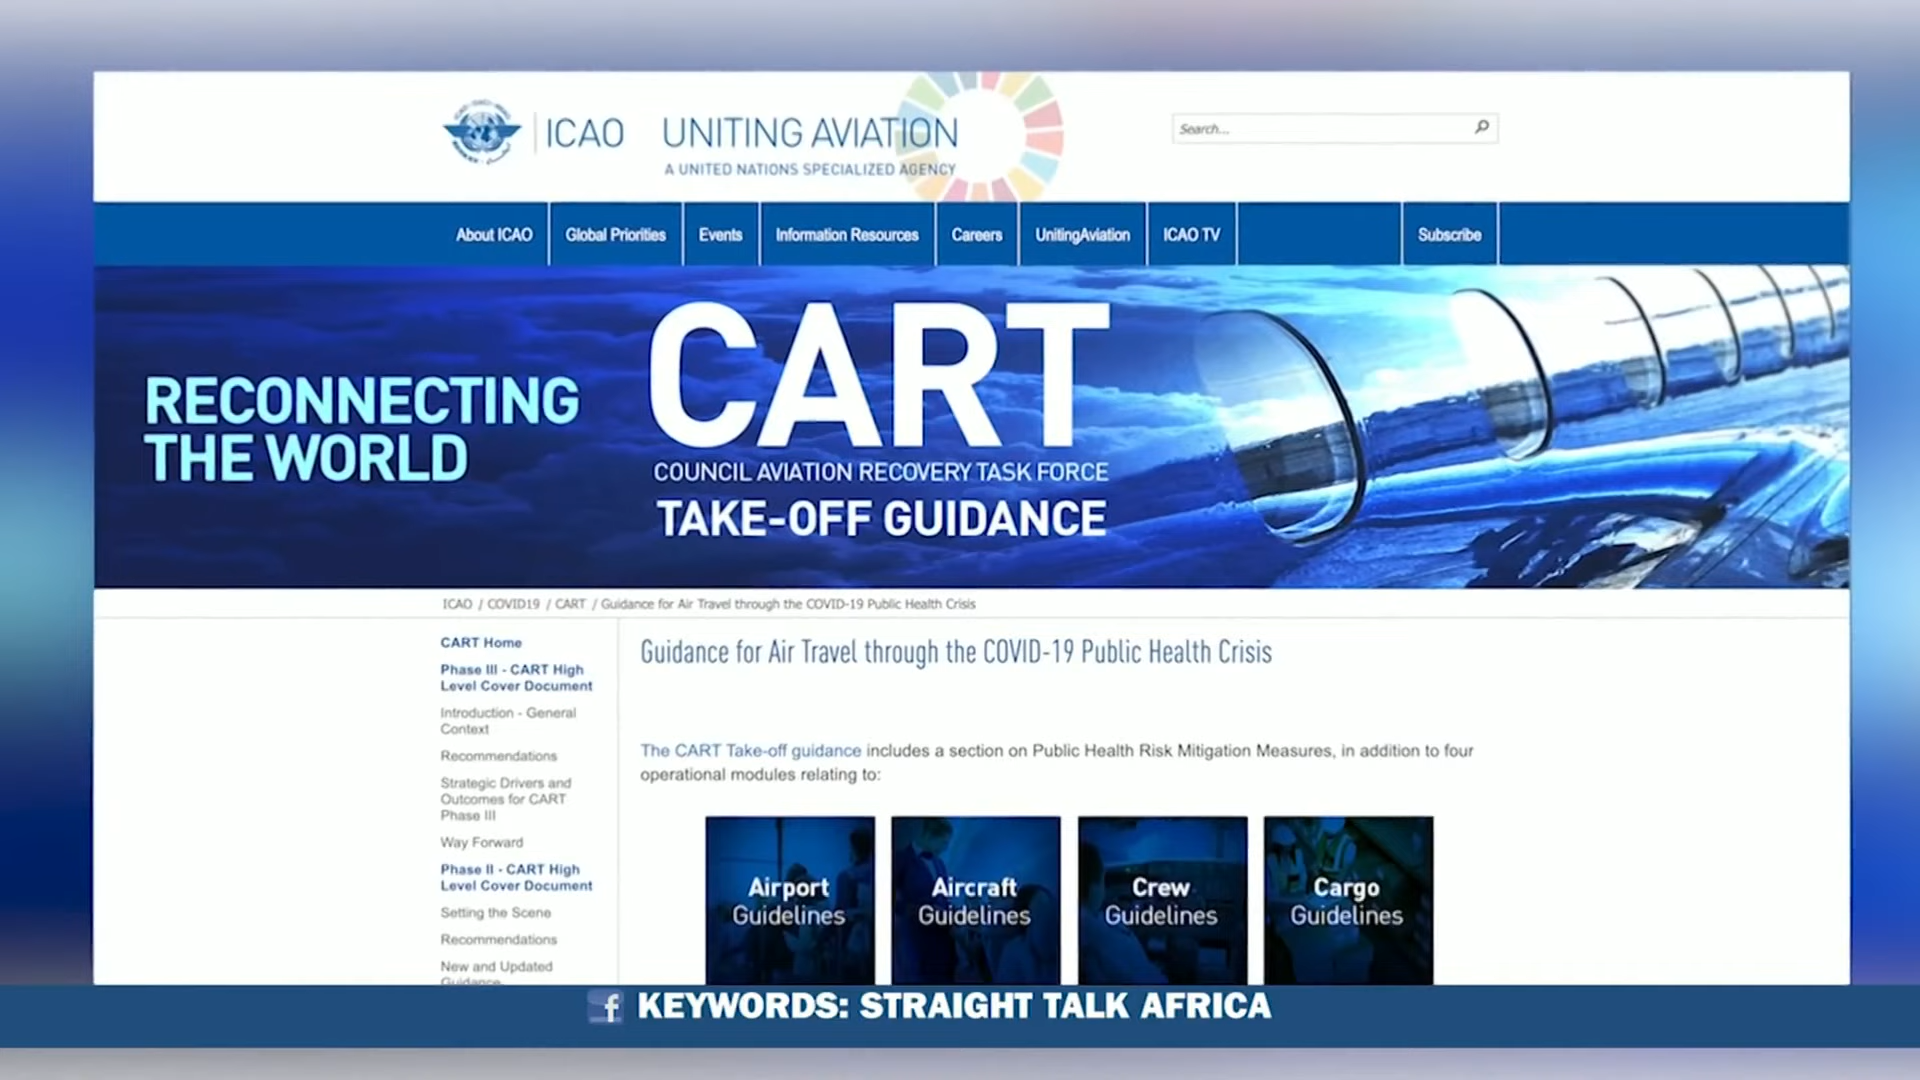 ICAO
UNITING AVIATION
A UNITED NATIONS SPECIALIZED AGENCY
Search...
About ICAO
Global Priorities
Events
Information Resources
Careers
UnitingAviation
ICAO TV
Subscribe
RECONNECTING
THE WORLD
CART
COUNCIL AVIATION RECOVERY TASK FORCE
TAKE-OFF GUIDANCE
ICAO / COVID19 / CART / Guidance for Air Travel through the COVID-19 Public Health Crisis
CART Home
Phase III - CART High
Level Cover Document
Introduction - General
Context
Recommendations
Strategic Drivers and
Outcomes for CART
Phase III
Way Forward
Phase II - CART High
Level Cover Document
Setting the Scene
Recommendations
New and Updated
Guidance
Guidance for Air Travel through the COVID-19 Public Health Crisis
The CART Take-off guidance includes a section on Public Health Risk Mitigation Measures, in addition to four
operational modules relating to:
Airport
Guidelines
Aircraft
Guidelines
Crew
Guidelines
Cargo
Guidelines
f KEYWORDS: STRAIGHT TALK AFRICA